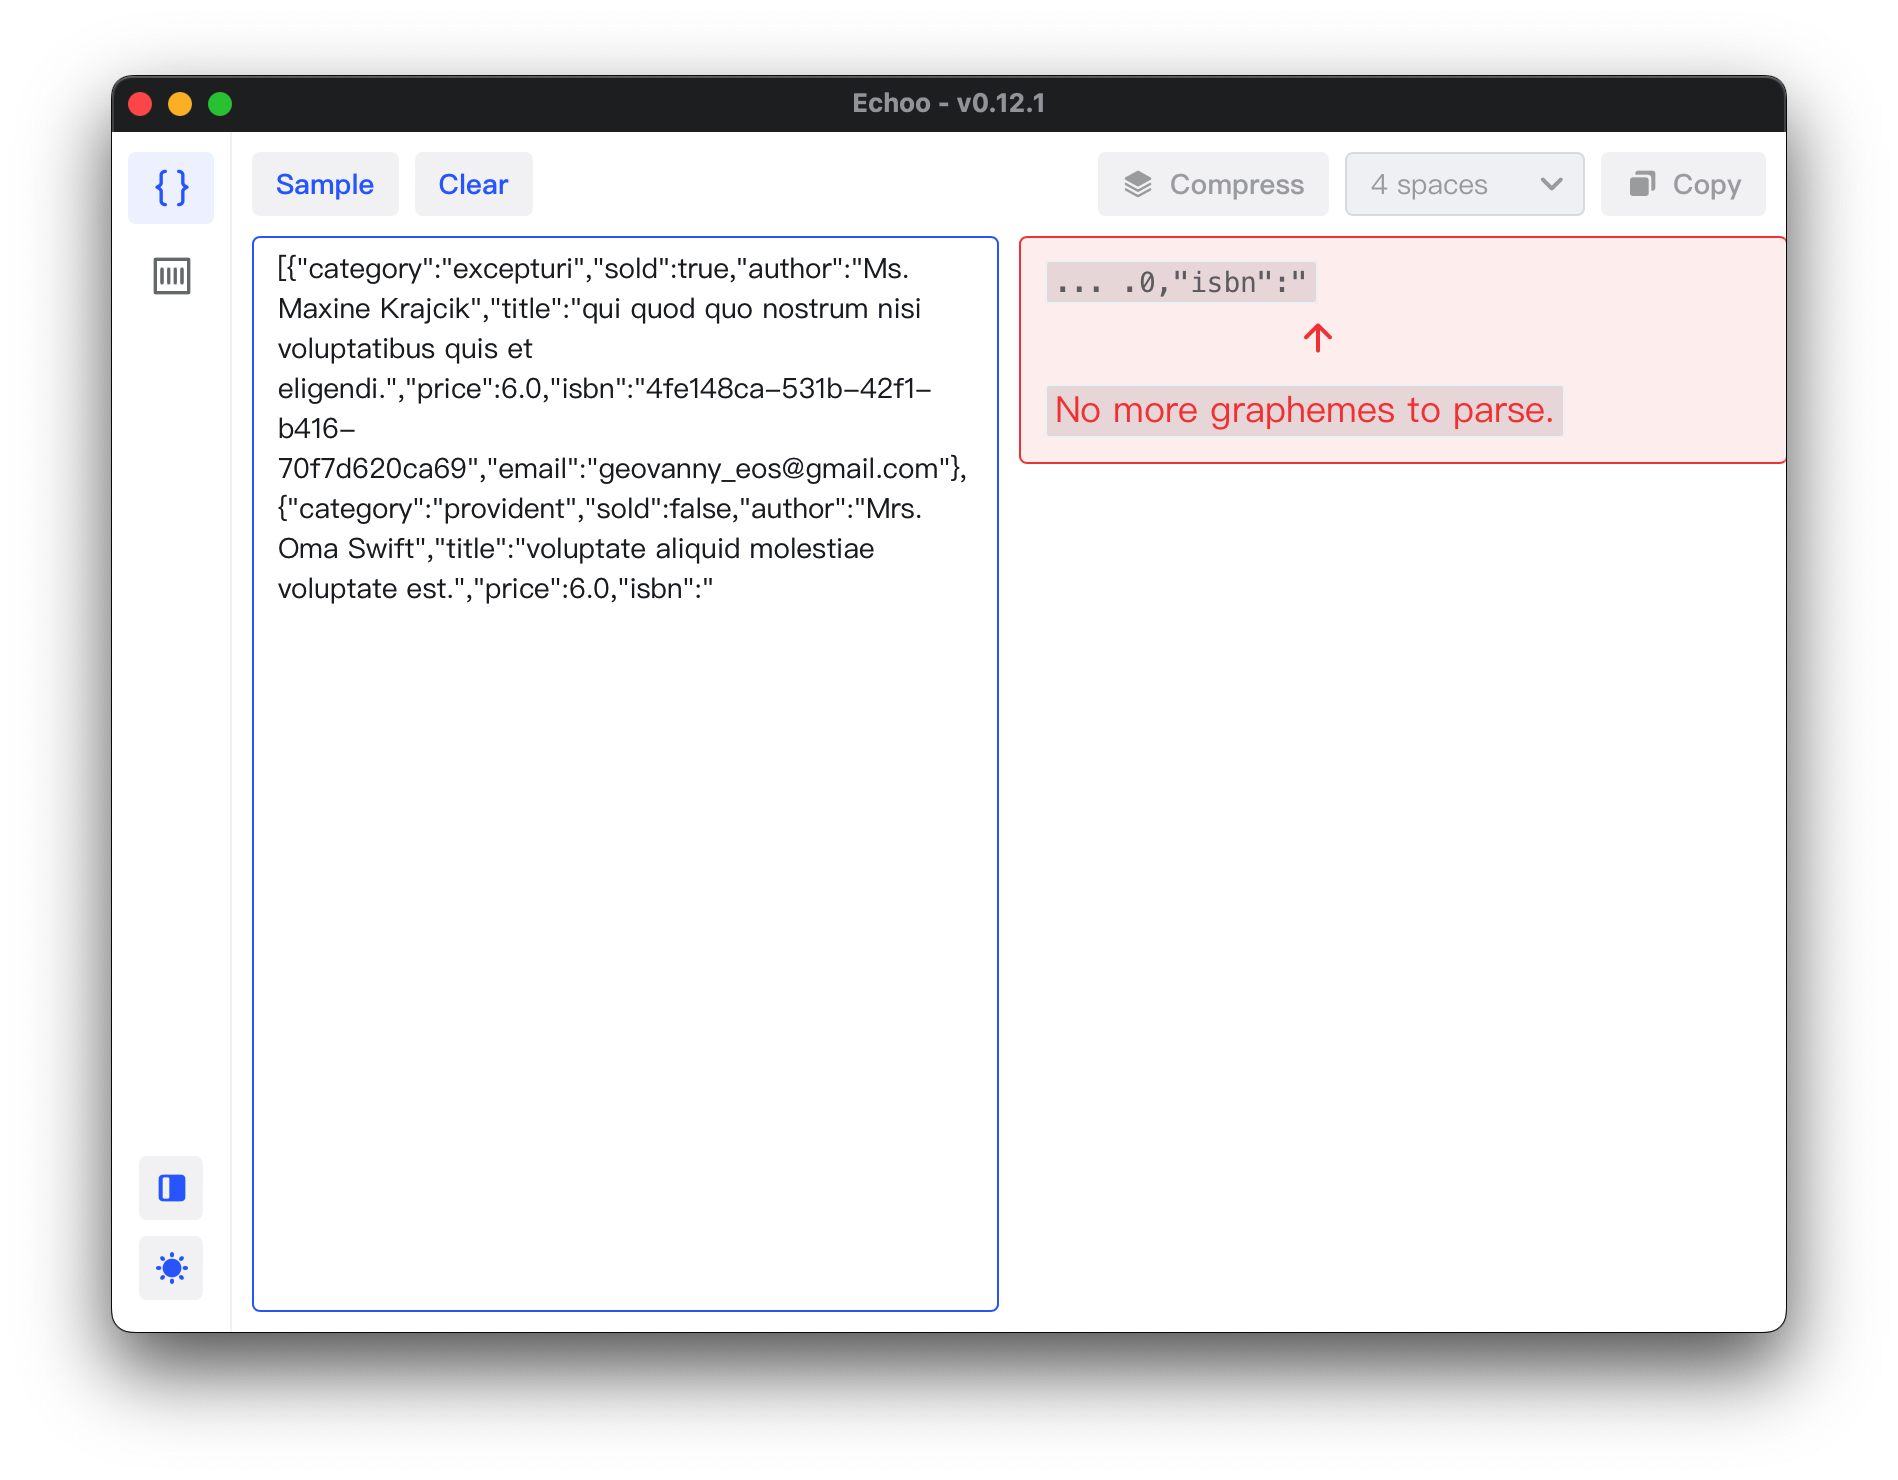 Echoo - v0.12.1
Sample
Clear
Compress
4 spaces
Copy
[{"category":"excepturi","sold":true,"author":"Ms.
Maxine Krajcik","title":"qui quod quo nostrum nisi
voluptatibus quis et
eligendi.","price":6.0,"isbn":"4fe148ca-531b-42f1-
b416-
70f7d620ca69","email":"geovanny_eos@gmail.com"},
{"category":"provident","sold":false,"author":"Mrs.
Oma Swift","title":"voluptate aliquid molestiae
voluptate est.","price":6.0,"isbn":"
... .0,"isbn":"
No more graphemes to parse.